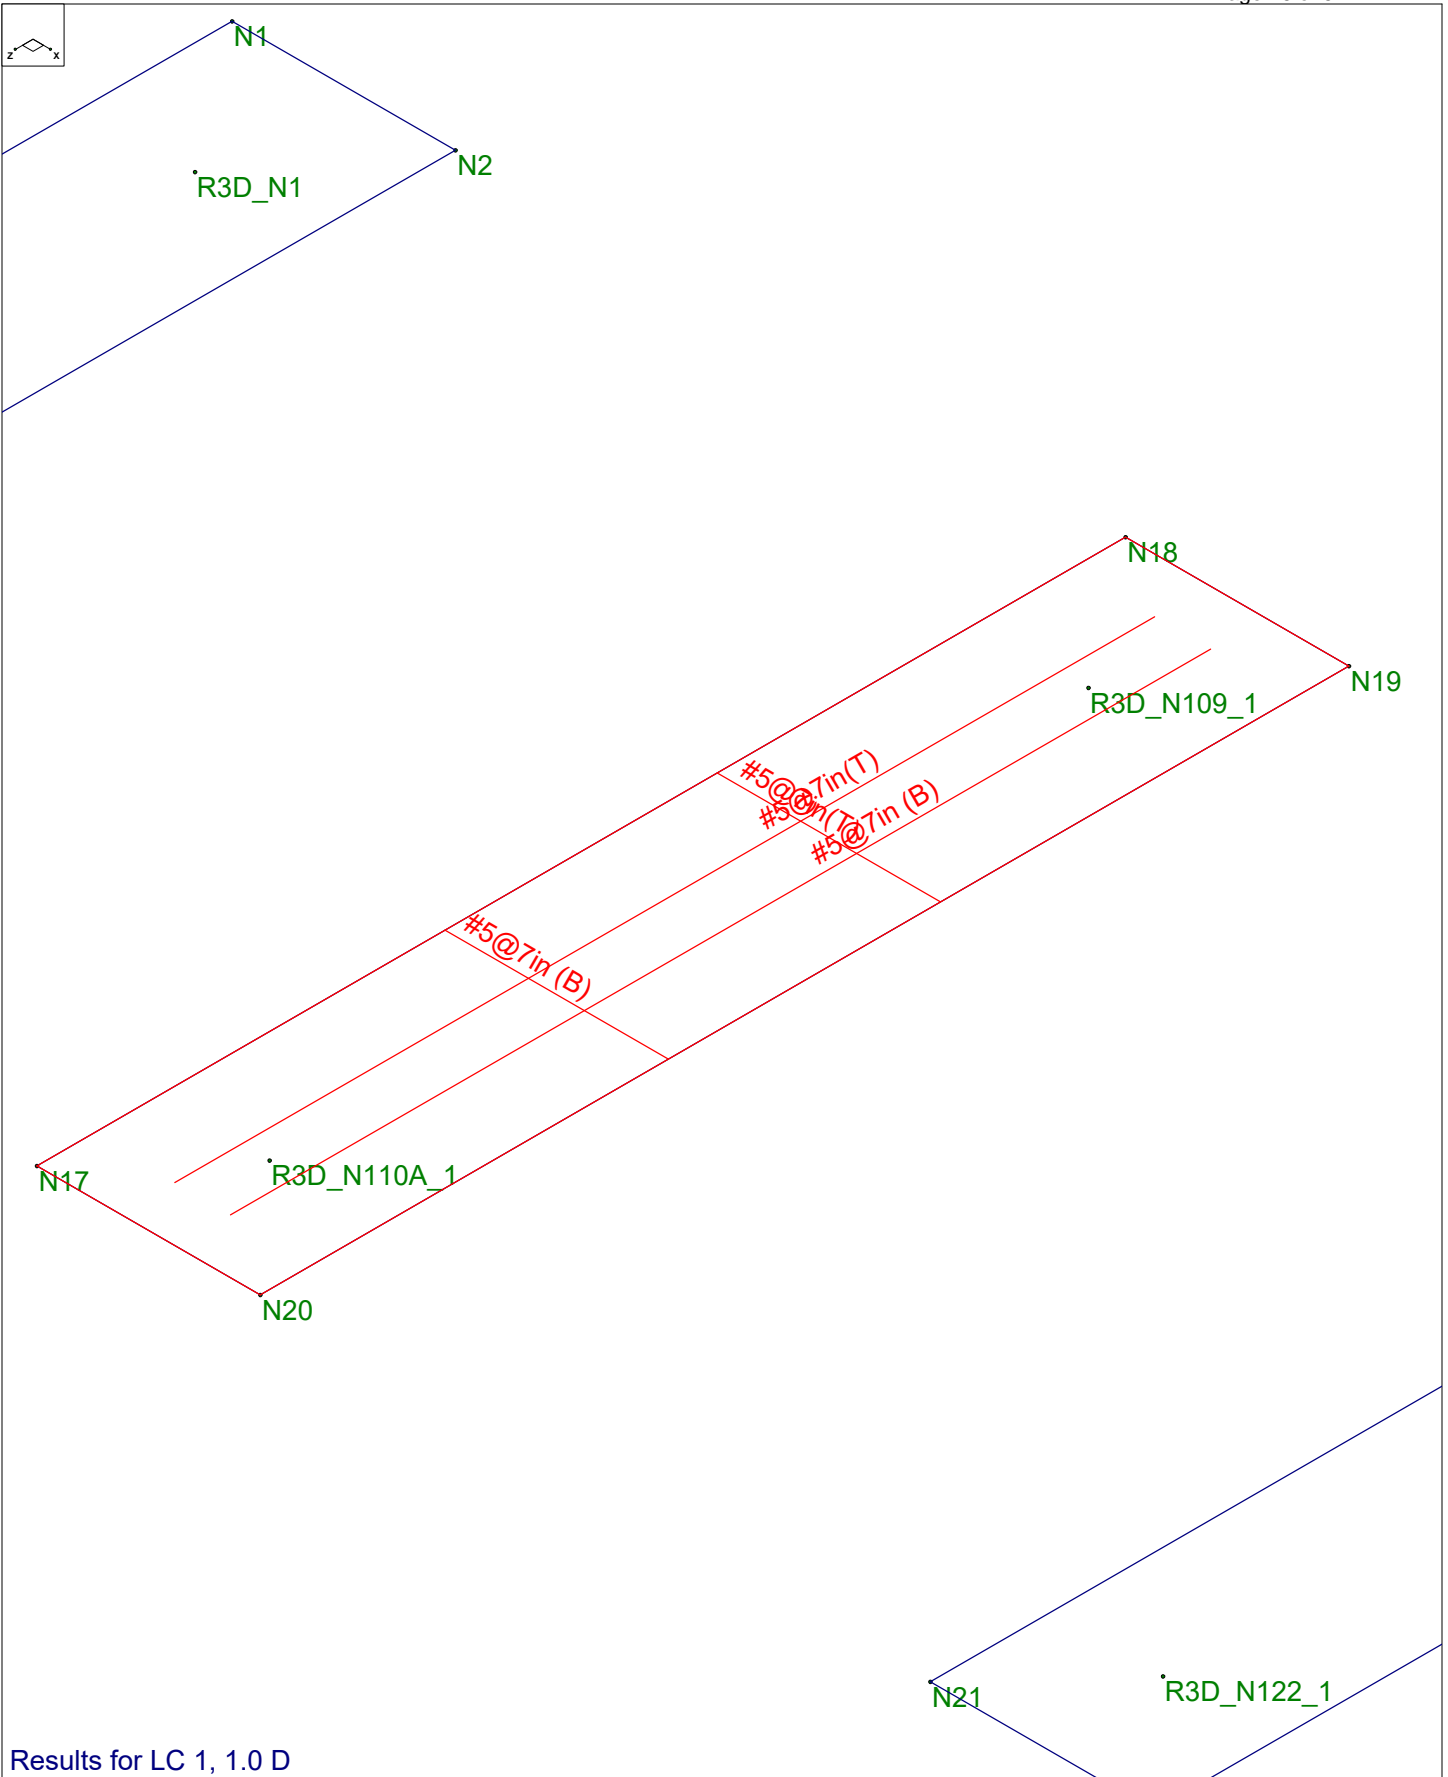 z x
N1
N2
R3D_N1
N18
N19
R3D_N109_1
#5@7in(T)
#5@7in (B)
#5@7in (B)
N17
R3D_N110A_1
N20
N21
R3D_N122_1
Results for LC 1, 1.0 D